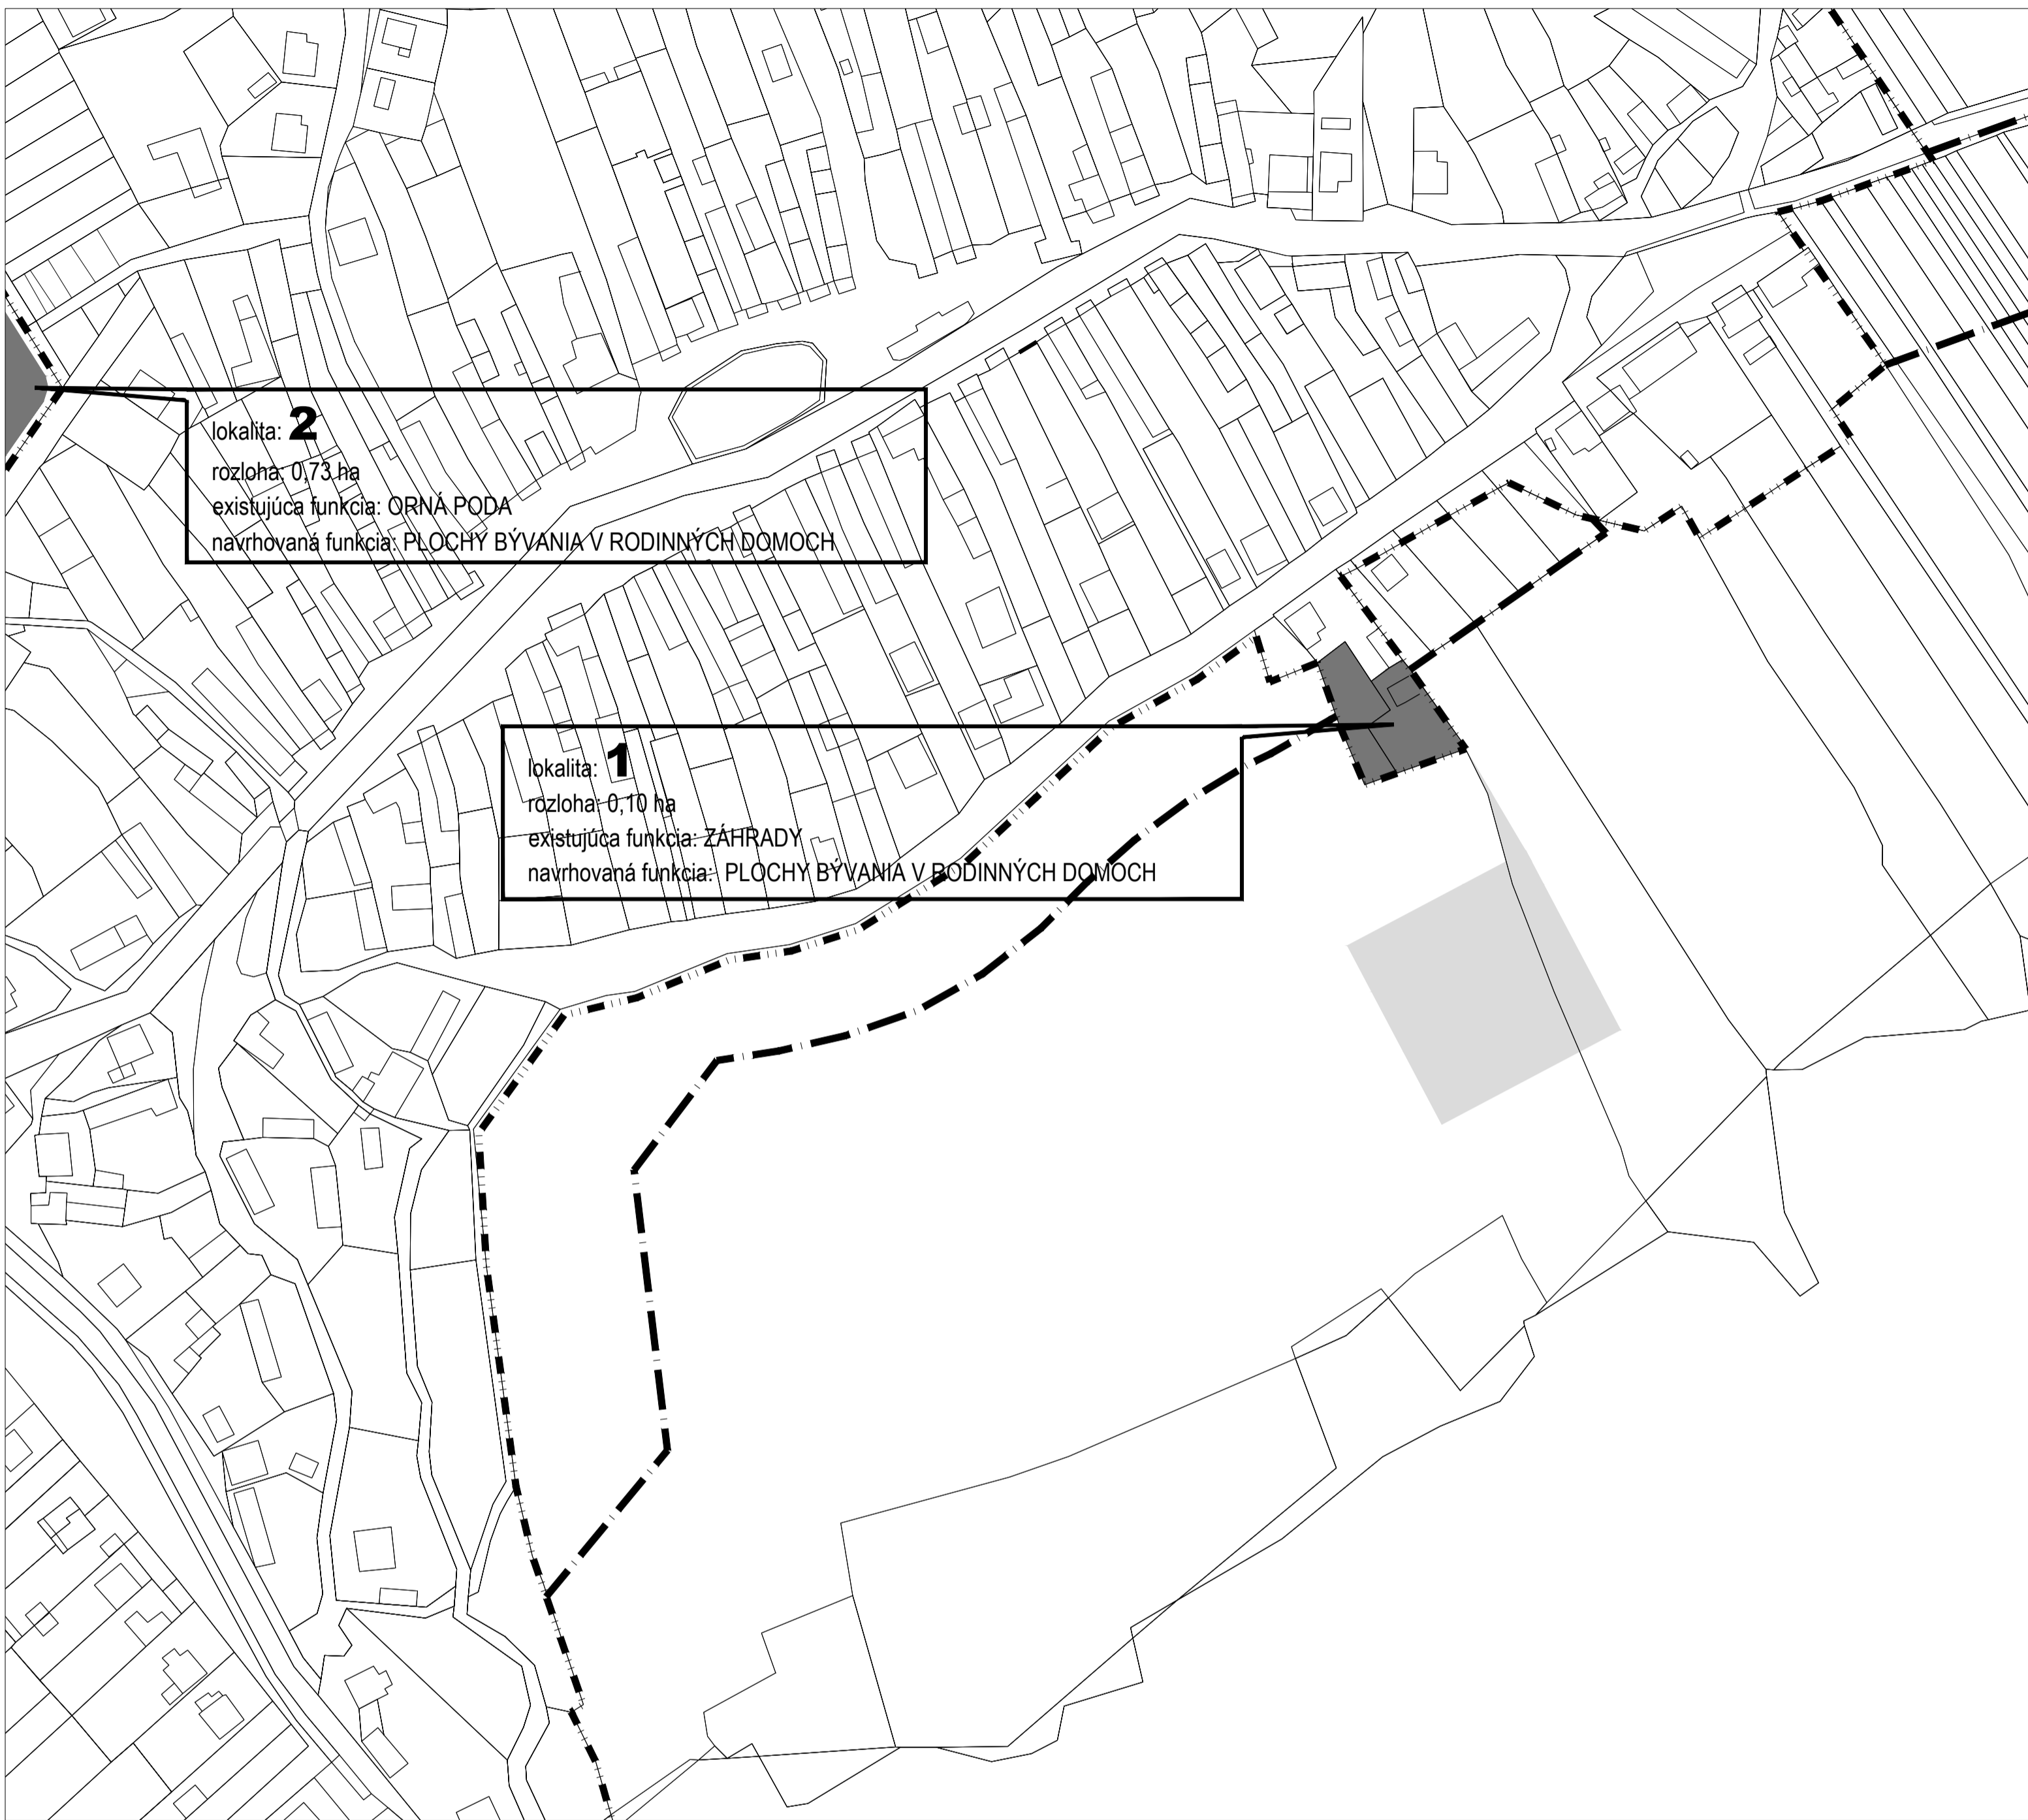 lokalita: 2
rozloha: 0,73 ha
existujúca funkcia: ORNÁ PODA
navrhovaná funkcia: PLOCHY BÝVANIA V RODINNÝCH DOMOCH
lokalita: 1
rozloha: 0,10 ha
existujúca funkcia: ZÁHRADY
navrhovaná funkcia: PLOCHY BÝVANIA V RODINNÝCH DOMOCH